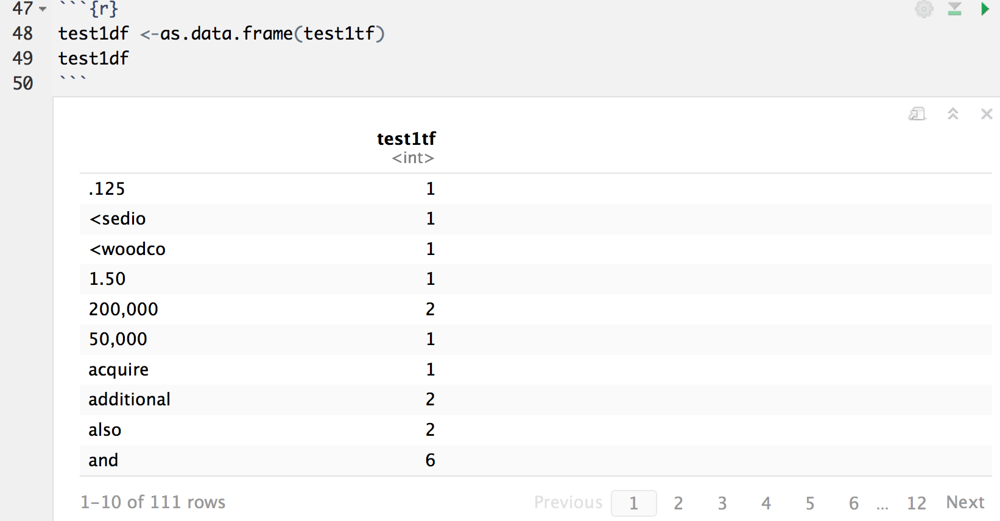 47 ```{r}
48 test1df <-as.data.frame(test1tf)
49 test1df
50 ```
test1tf
<int>
.125 1
<sedio 1
<woodco 1
1.50 1
200,000 2
50,000 1
acquire 1
additional 2
also 2
and 6
1-10 of 111 rows Previous 1 2 3 4 5 6 ... 12 Next